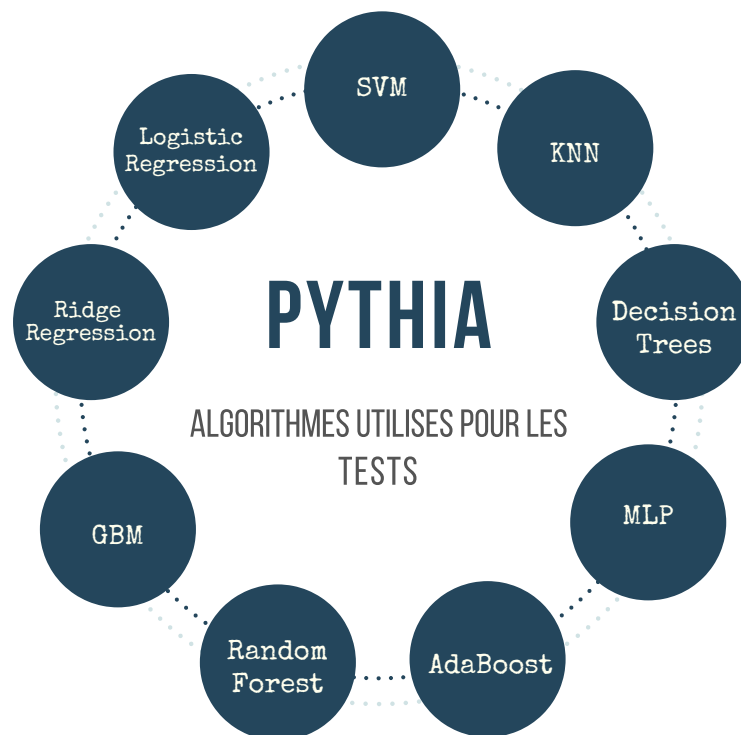 SVM
KNN
Logistic
Regression
Decision
Trees
Ridge
Regression
PYTHIA
ALGORITHMES UTILISES POUR LES
TESTS
MLP
GBM
AdaBoost
Random
Forest